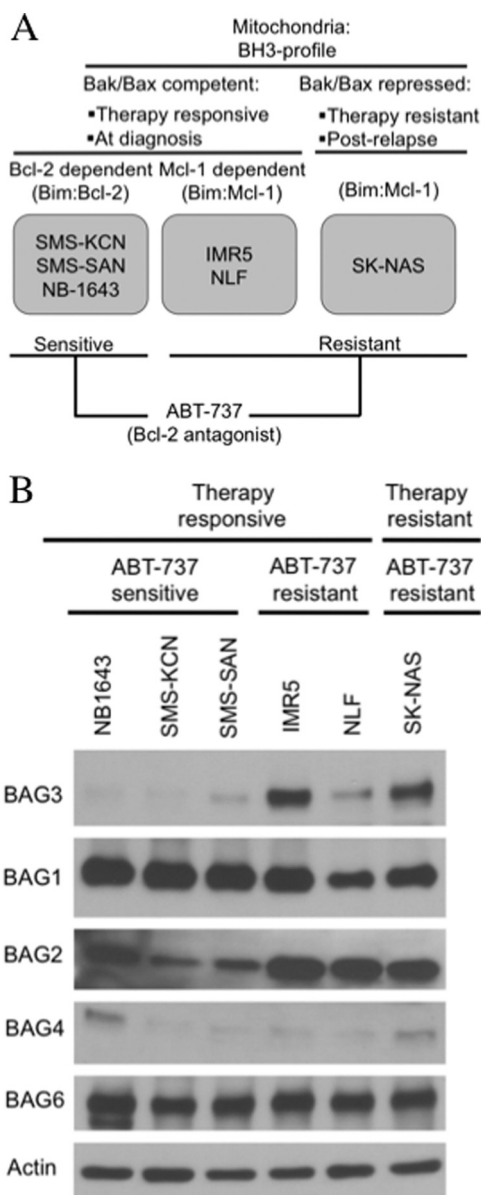 A
Mitochondria:
BH3-profile
Bak/Bax competent: Bak/Bax repressed:
▪Therapy responsive ▪Therapy resistant
▪At diagnosis ▪Post-relapse
Bcl-2 dependent Mcl-1 dependent
(Bim:Bcl-2) (Bim:Mcl-1) (Bim:Mcl-1)
SMS-KCN
SMS-SAN
NB-1643
IMR5
NLF
SK-NAS
Sensitive Resistant
ABT-737
(Bcl-2 antagonist)
B
Therapy responsive
Therapy resistant
ABT-737 sensitive
ABT-737 resistant
ABT-737 resistant
NB1643
SMS-KCN
SMS-SAN
IMR5
NLF
SK-NAS
BAG3
BAG1
BAG2
BAG4
BAG6
Actin